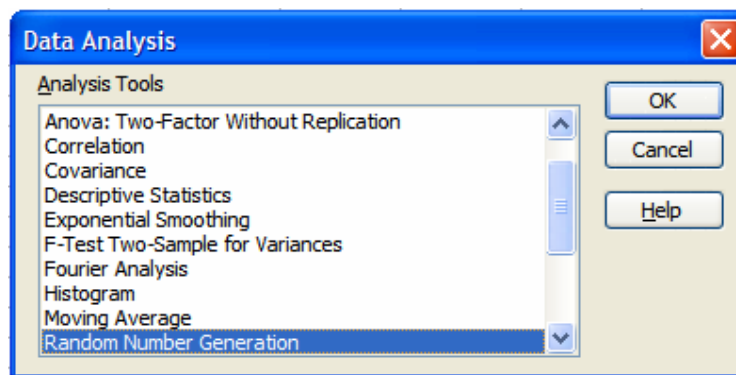 Data Analysis
Analysis Tools
Anova: Two-Factor Without Replication
Correlation
Covariance
Descriptive Statistics
Exponential Smoothing
F-Test Two-Sample for Variances
Fourier Analysis
Histogram
Moving Average
Random Number Generation
OK
Cancel
Help